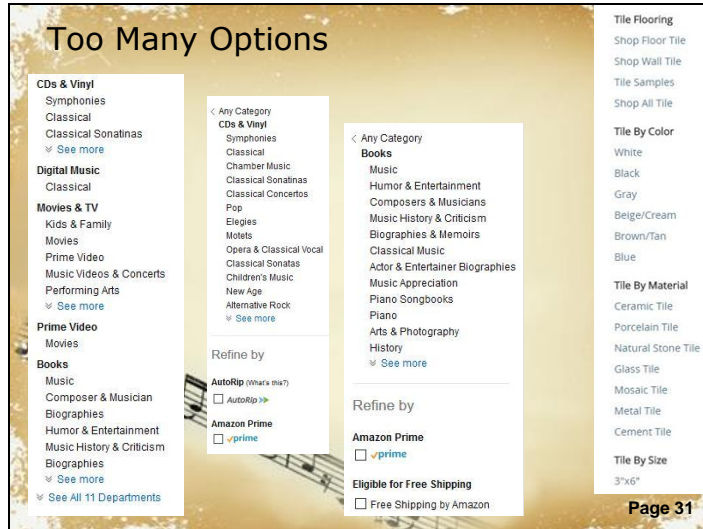 Too Many Options
CDs & Vinyl
Symphonies
Classical
Classical Sonatinas
See more
Digital Music
Classical
Movies & TV
Kids & Family
Movies
Prime Video
Music Videos & Concerts
Performing Arts
See more
Prime Video
Movies
Books
Music
Composer & Musician
Biographies
Humor & Entertainment
Music History & Criticism
Biographies
See more
See All 11 Departments
< Any Category
CDs & Vinyl
Symphonies
Classical
Chamber Music
Classical Sonatinas
Classical Concertos
Pop
Elegies
Motets
Opera & Classical Vocal
Classical Sonatas
Children's Music
New Age
Alternative Rock
See more
Refine by
AutoRip (What's this?)
AutoRip
Amazon Prime
prime
< Any Category
Books
Music
Humor & Entertainment
Composers & Musicians
Music History & Criticism
Biographies & Memoirs
Classical Music
Actor & Entertainer Biographies
Music Appreciation
Piano Songbooks
Piano
Arts & Photography
History
See more
Refine by
Amazon Prime
prime
Eligible for Free Shipping
Free Shipping by Amazon
Tile Flooring
Shop Floor Tile
Shop Wall Tile
Tile Samples
Shop All Tile
Tile By Color
White
Black
Gray
Beige/Cream
Brown/Tan
Blue
Tile By Material
Ceramic Tile
Porcelain Tile
Natural Stone Tile
Glass Tile
Mosaic Tile
Metal Tile
Cement Tile
Tile By Size
3"x6"
Page 31